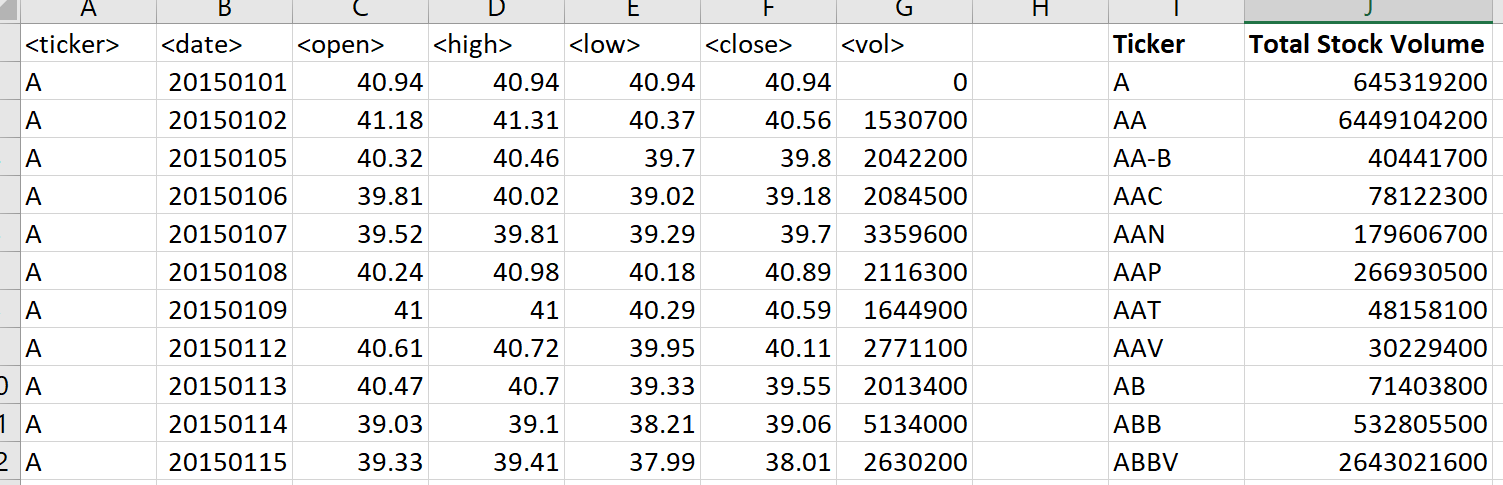 A B C D E F G H I J
<ticker> <date> <open> <high> <low> <close> <vol> Ticker Total Stock Volume
A 20150101 40.94 40.94 40.94 40.94 0 A 645319200
A 20150102 41.18 41.31 40.37 40.56 1530700 AA 6449104200
A 20150105 40.32 40.46 39.7 39.8 2042200 AA-B 40441700
A 20150106 39.81 40.02 39.02 39.18 2084500 AAC 78122300
A 20150107 39.52 39.81 39.29 39.7 3359600 AAN 179606700
A 20150108 40.24 40.98 40.18 40.89 2116300 AAP 266930500
A 20150109 41 41 40.29 40.59 1644900 AAT 48158100
A 20150112 40.61 40.72 39.95 40.11 2771100 AAV 30229400
0 A 20150113 40.47 40.7 39.33 39.55 2013400 AB 71403800
1 A 20150114 39.03 39.1 38.21 39.06 5134000 ABB 532805500
2 A 20150115 39.33 39.41 37.99 38.01 2630200 ABBV 2643021600